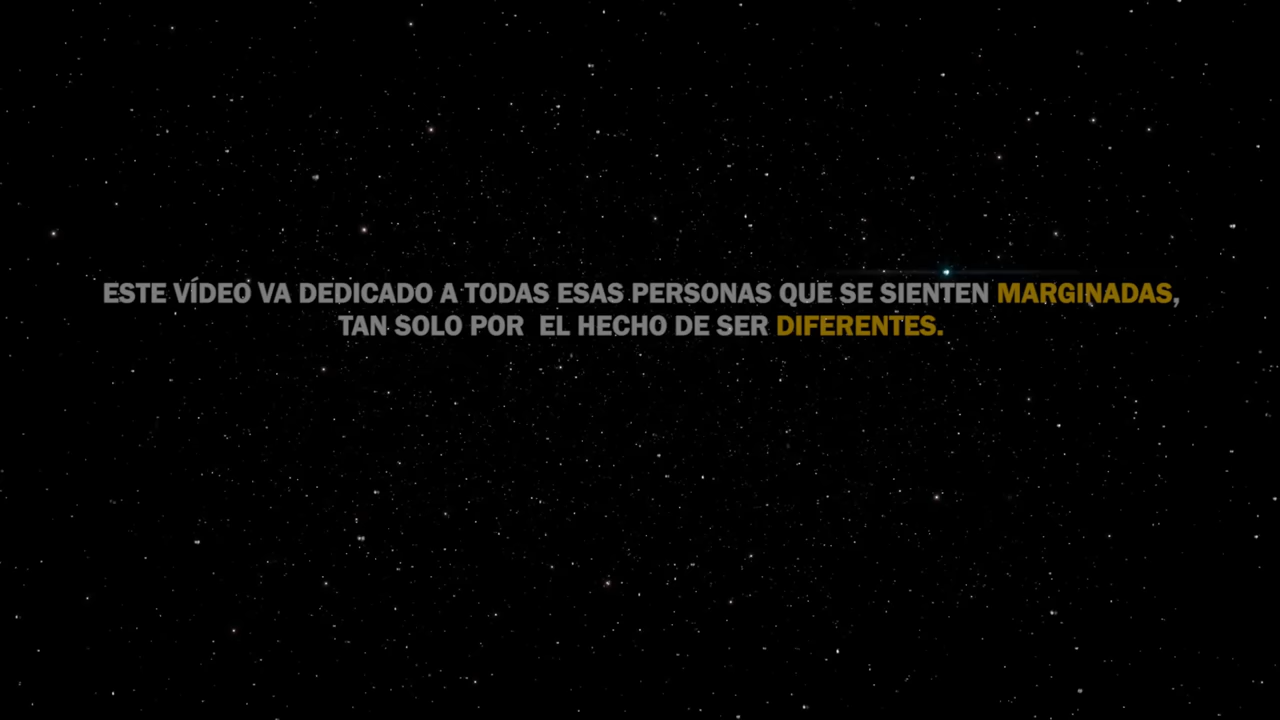 ESTE VÍDEO VA DEDICADO A TODAS ESAS PERSONAS QUE SE SIENTEN MARGINADAS,
TAN SOLO POR  EL HECHO DE SER DIFERENTES.